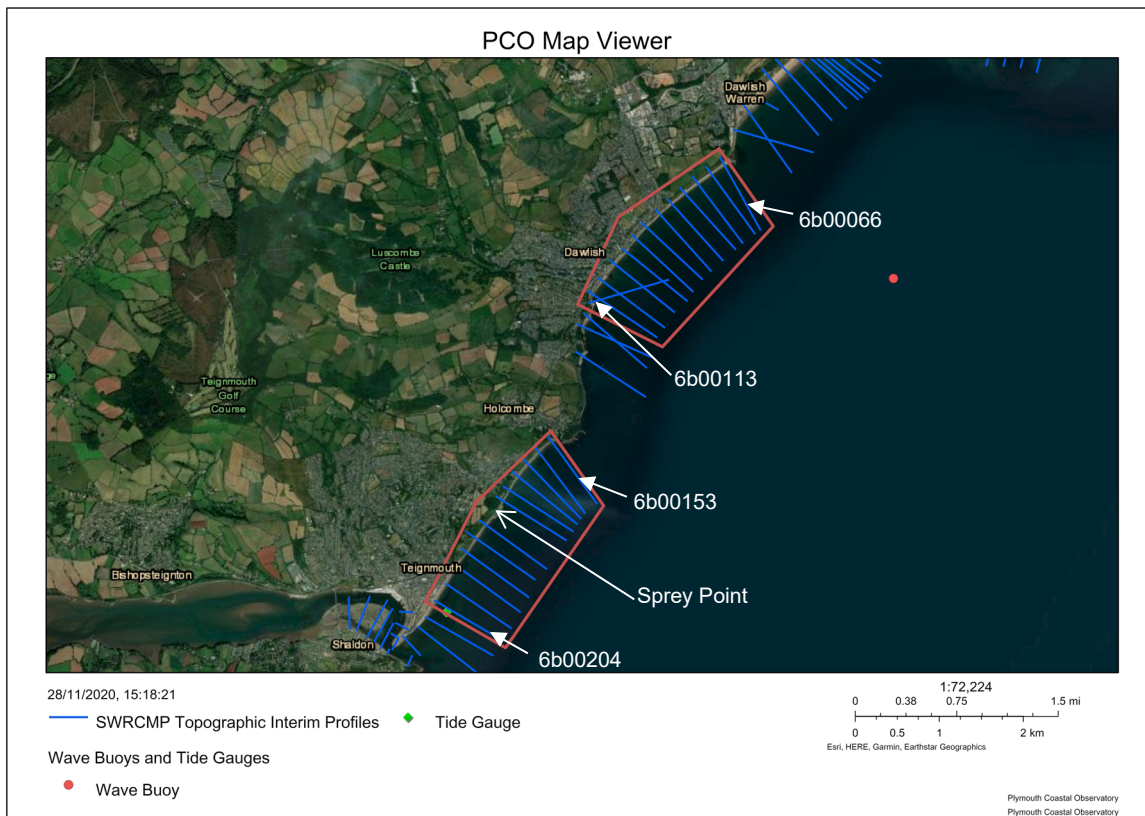 PCO Map Viewer
Dawlish
Warren
6b00066
Luscombe
Castle
Dawlish
6b00113
Teignmouth
Golf
Course
Holcombe
6b00153
Teignmouth
Bishopsteignton
Sprey Point
Shaldon
6b00204
28/11/2020, 15:18:21
SWRCMP Topographic Interim Profiles
Tide Gauge
Wave Buoys and Tide Gauges
Wave Buoy
1:72,224
0 0.38 0.75 1.5 mi
0 0.5 1 2 km
Esri, HERE, Garmin, Earthstar Geographics
Plymouth Coastal Observatory
Plymouth Coastal Observatory